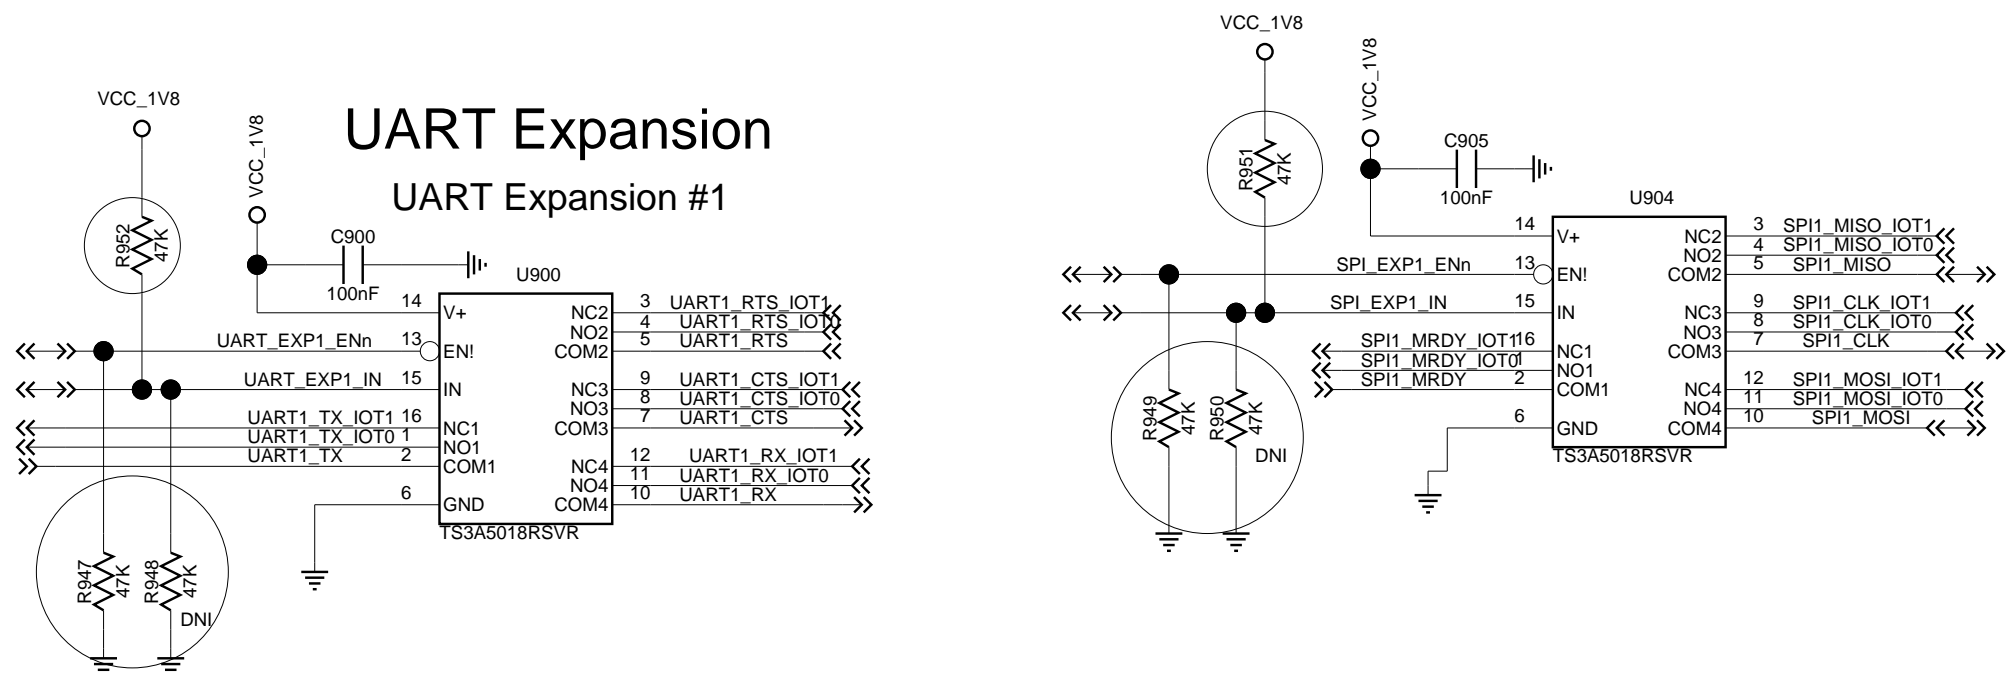 UART Expansion
UART Expansion #1
VCC_1V8
VCC_1V8
R952
47K
C900
100nF
U900
14
V+
UART_EXP1_ENn
13
EN!
UART_EXP1_IN
15
IN
UART1_TX_IOT1
16
NC1
UART1_TX_IOT0
1
NO1
UART1_TX
2
COM1
6
GND
NC2
3
UART1_RTS_IOT1
NO2
4
UART1_RTS_IOT0
COM2
5
UART1_RTS
NC3
9
UART1_CTS_IOT1
NO3
8
UART1_CTS_IOT0
COM3
7
UART1_CTS
NC4
12
UART1_RX_IOT1
NO4
11
UART1_RX_IOT0
COM4
10
UART1_RX
TS3A5018RSVR
R947
47K
R948
47K
DNI
VCC_1V8
VCC_1V8
R951
47K
C905
100nF
U904
14
V+
SPI_EXP1_ENn
13
EN!
SPI_EXP1_IN
15
IN
SPI1_MRDY_IOT1
16
NC1
SPI1_MRDY_IOT0
1
NO1
SPI1_MRDY
2
COM1
6
GND
NC2
3
SPI1_MISO_IOT1
NO2
4
SPI1_MISO_IOT0
COM2
5
SPI1_MISO
NC3
9
SPI1_CLK_IOT1
NO3
8
SPI1_CLK_IOT0
COM3
7
SPI1_CLK
NC4
12
SPI1_MOSI_IOT1
NO4
11
SPI1_MOSI_IOT0
COM4
10
SPI1_MOSI
TS3A5018RSVR
R949
47K
R950
47K
DNI